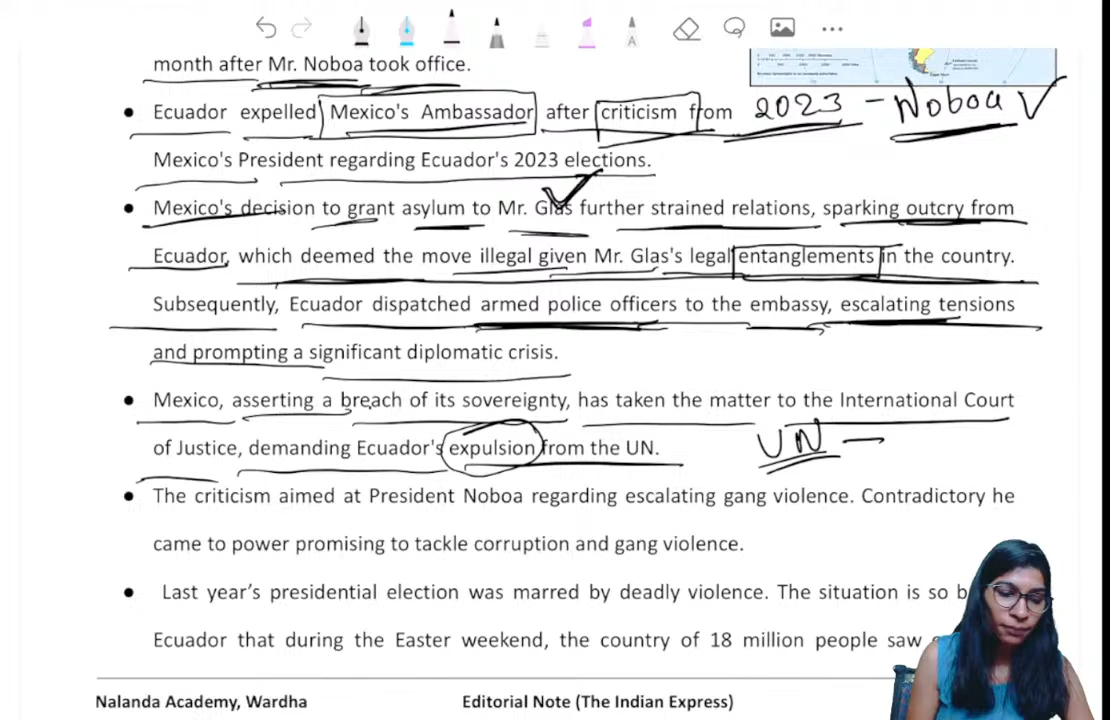 month after Mr. Noboa took office.
• Ecuador expelled Mexico's Ambassador after criticism from
2023 - Noboa
Mexico's President regarding Ecuador's 2023 elections.
• Mexico's decision to grant asylum to Mr. Glas further strained relations, sparking outcry from
Ecuador, which deemed the move illegal given Mr. Glas's legal entanglements in the country.
Subsequently, Ecuador dispatched armed police officers to the embassy, escalating tensions
and prompting a significant diplomatic crisis.
• Mexico, asserting a breach of its sovereignty, has taken the matter to the International Court
of Justice, demanding Ecuador's expulsion from the UN.
UN -
• The criticism aimed at President Noboa regarding escalating gang violence. Contradictory he
came to power promising to tackle corruption and gang violence.
• Last year's presidential election was marred by deadly violence. The situation is so
Ecuador that during the Easter weekend, the country of 18 million people saw
Nalanda Academy, Wardha
Editorial Note (The Indian Express)